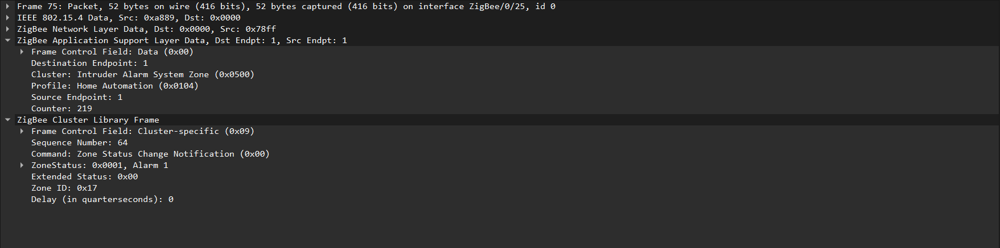 Frame 75: Packet, 52 bytes on wire (416 bits), 52 bytes captured (416 bits) on interface ZigBee/0/25, id 0
IEEE 802.15.4 Data, Src: 0xa889, Dst: 0x0000
ZigBee Network Layer Data, Dst: 0x0000, Src: 0x78ff
ZigBee Application Support Layer Data, Dst Endpt: 1, Src Endpt: 1
Frame Control Field: Data (0x00)
Destination Endpoint: 1
Cluster: Intruder Alarm System Zone (0x0500)
Profile: Home Automation (0x0104)
Source Endpoint: 1
Counter: 219
ZigBee Cluster Library Frame
Frame Control Field: Cluster-specific (0x09)
Sequence Number: 64
Command: Zone Status Change Notification (0x00)
ZoneStatus: 0x0001, Alarm 1
Extended Status: 0x00
Zone ID: 0x17
Delay (in quarterseconds): 0